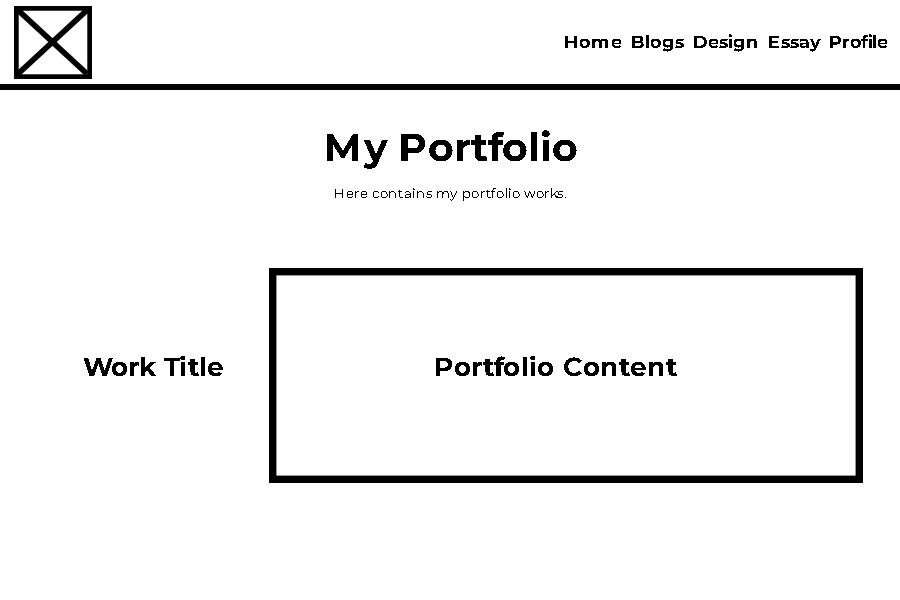 Home Blogs Design Essay Profile
My Portfolio
Here contains my portfolio works.
Work Title
Portfolio Content